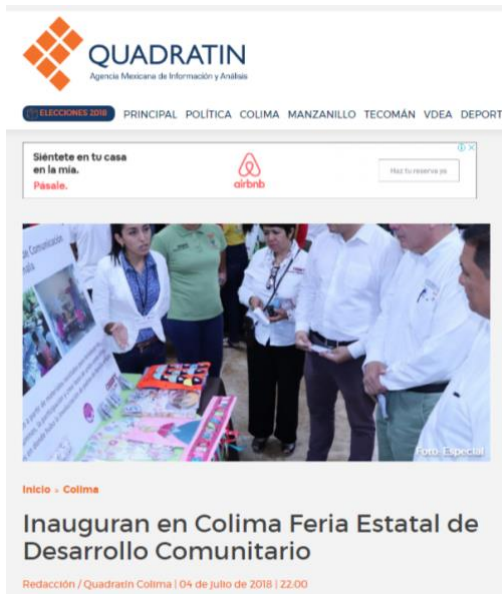 QUADRATIN
Agencia Mexicana de Información y Análisis
ELECCIONES 2018 PRINCIPAL POLÍTICA COLIMA MANZANILLO TECOMÁN VDEA DEPORT
Siéntete en tu casa
en la mía.
Pásale.
airbnb
Haz tu reserva ya
Comunicación
Foto Especial
Inicio » Colima
Inauguran en Colima Feria Estatal de
Desarrollo Comunitario
Redacción / Quadratín Colima | 04 de julio de 2018 | 22:00